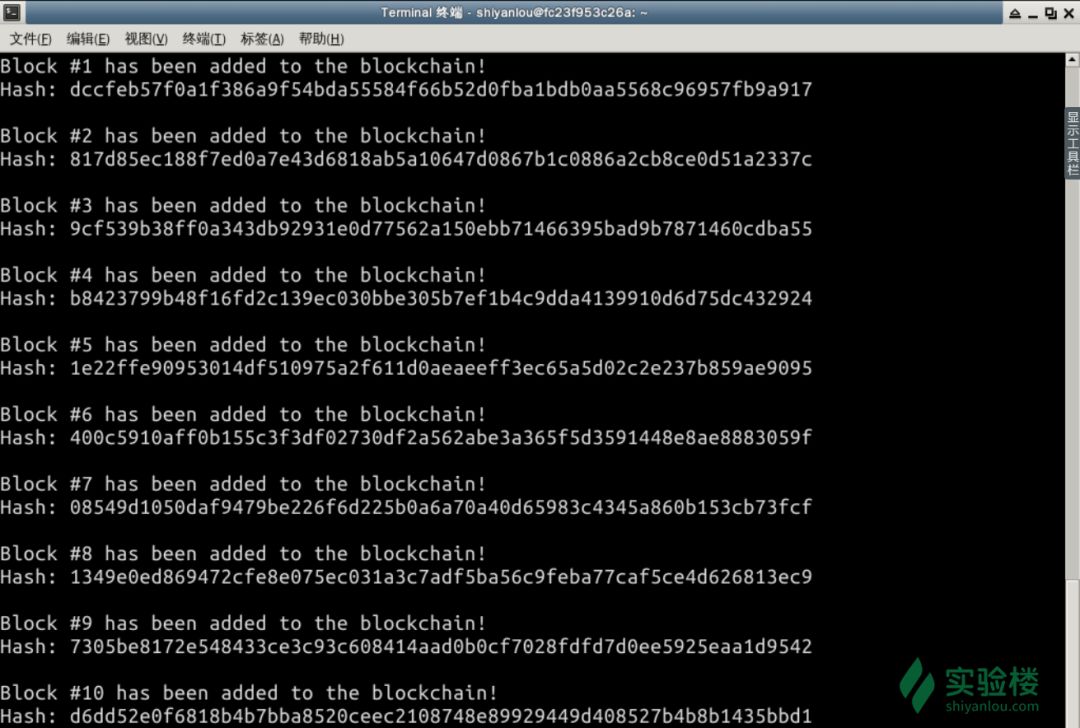 Terminal 终端 - shiyanlou@fc23f953c26a: ~
文件(F) 编辑(E) 视图(V) 终端(T) 标签(A) 帮助(H)
Block #1 has been added to the blockchain!
Hash: dccfeb57f0a1f386a9f54bda55584f66b52d0fba1bdb0aa5568c96957fb9a917
Block #2 has been added to the blockchain!
Hash: 817d85ec188f7ed0a7e43d6818ab5a10647d0867b1c0886a2cb8ce0d51a2337c
Block #3 has been added to the blockchain!
Hash: 9cf539b38ff0a343db92931e0d77562a150ebb71466395bad9b7871460cdba55
Block #4 has been added to the blockchain!
Hash: b8423799b48f16fd2c139ec030bbe305b7ef1b4c9dda4139910d6d75dc432924
Block #5 has been added to the blockchain!
Hash: 1e22ffe90953014df510975a2f611d0aeaeeff3ec65a5d02c2e237b859ae9095
Block #6 has been added to the blockchain!
Hash: 400c5910aff0b155c3f3df02730df2a562abe3a365f5d3591448e8ae8883059f
Block #7 has been added to the blockchain!
Hash: 08549d1050daf9479be226f6d225b0a6a70a40d65983c4345a860b153cb73fcf
Block #8 has been added to the blockchain!
Hash: 1349e0ed869472cfe8e075ec031a3c7adf5ba56c9feba77caf5ce4d626813ec9
Block #9 has been added to the blockchain!
Hash: 7305be8172e548433ce3c93c608414aad0b0cf7028fdfd7d0ee5925eaa1d9542
Block #10 has been added to the blockchain!
Hash: d6dd52e0f6818b4b7bba8520ceec2108748e89929449d408527b4b8b1435bbd1
显示工具栏
实验楼
shiyanlou.com